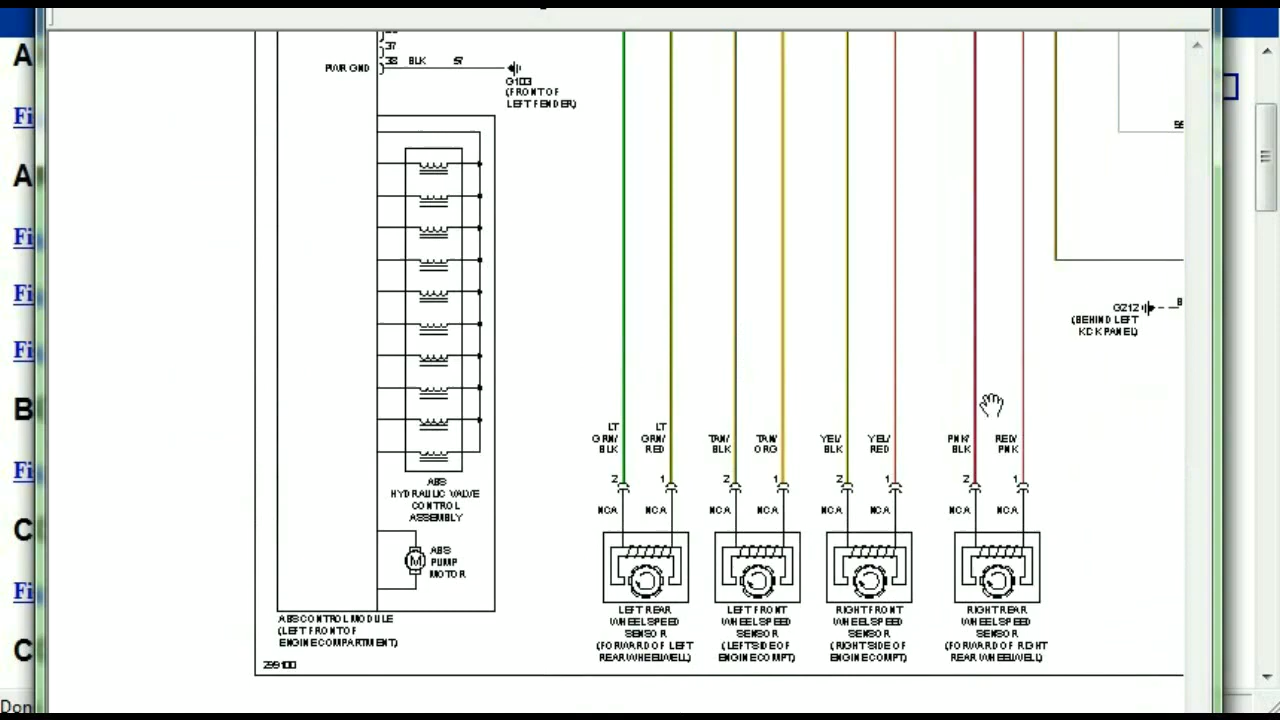 A
Fi
A
Fi
Fi
Fi
B
Fi
C
Fi
C
Don
37
PWR GND
38 BLK 57
G103
(FRONT OF
LEFT FENDER)
ABS
HYDRAULIC VALVE
CONTROL
ASSEMBLY
M
ABS
PUMP
MOTOR
ABS CONTROL MODULE
(LEFT FRONT OF
ENGINE COMPARTMENT)
299100
LT
GRN/
BLK
LT
GRN/
RED
TAN/
BLK
TAN/
ORG
YEL/
BLK
YEL/
RED
PNK/
BLK
RED/
PNK
2 1 2 1 2 1 2 1
NCA NCA NCA NCA NCA NCA NCA NCA
LEFT REAR
WHEEL SPEED
SENSOR
(FORWARD OF LEFT
REAR WHEELWELL)
LEFT FRONT
WHEEL SPEED
SENSOR
(LEFT SIDE OF
ENGINE COMPT)
RIGHT FRONT
WHEEL SPEED
SENSOR
(RIGHT SIDE OF
ENGINE COMPT)
RIGHT REAR
WHEEL SPEED
SENSOR
(FORWARD OF RIGHT
REAR WHEELWELL)
G212
(BEHIND LEFT
KICK PANEL)
B